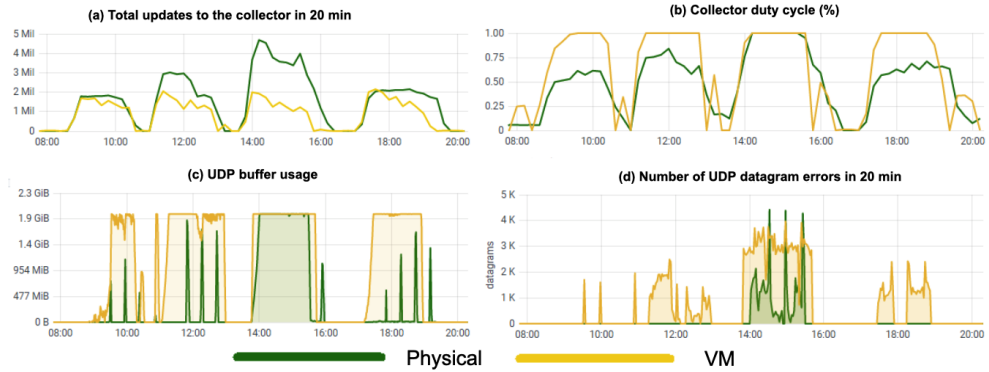 (a) Total updates to the collector in 20 min
5 Mil
4 Mil
3 Mil
2 Mil
1 Mil
0
08:00 10:00 12:00 14:00 16:00 18:00 20:00
(b) Collector duty cycle (%)
1.00
0.75
0.50
0.25
0
08:00 10:00 12:00 14:00 16:00 18:00 20:00
(c) UDP buffer usage
2.3 GiB
1.9 GiB
1.4 GiB
954 MiB
477 MiB
0 B
08:00 10:00 12:00 14:00 16:00 18:00 20:00
(d) Number of UDP datagram errors in 20 min
datagrams
5 K
4 K
3 K
2 K
1 K
0
08:00 10:00 12:00 14:00 16:00 18:00 20:00
Physical VM